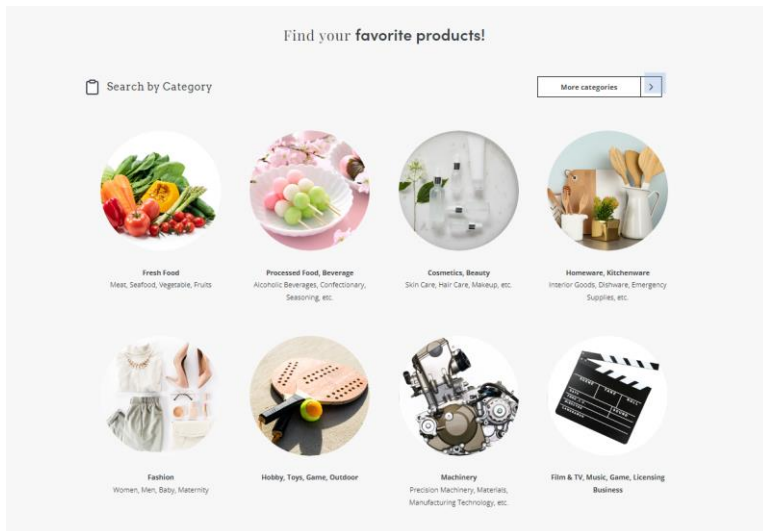 Find your favorite products!
Search by Category
More categories
Fresh Food
Meat, Seafood, Vegetable, Fruits
Processed Food, Beverage
Alcoholic Beverages, Confectionary,
Seasoning, etc.
Cosmetics, Beauty
Skin Care, Hair Care, Makeup, etc.
Homeware, Kitchenware
Interior Goods, Dishware, Emergency
Supplies, etc.
Fashion
Women, Men, Baby, Maternity
Hobby, Toys, Game, Outdoor
Machinery
Precision Machinery, Materials,
Manufacturing Technology, etc.
Film & TV, Music, Game, Licensing
Business